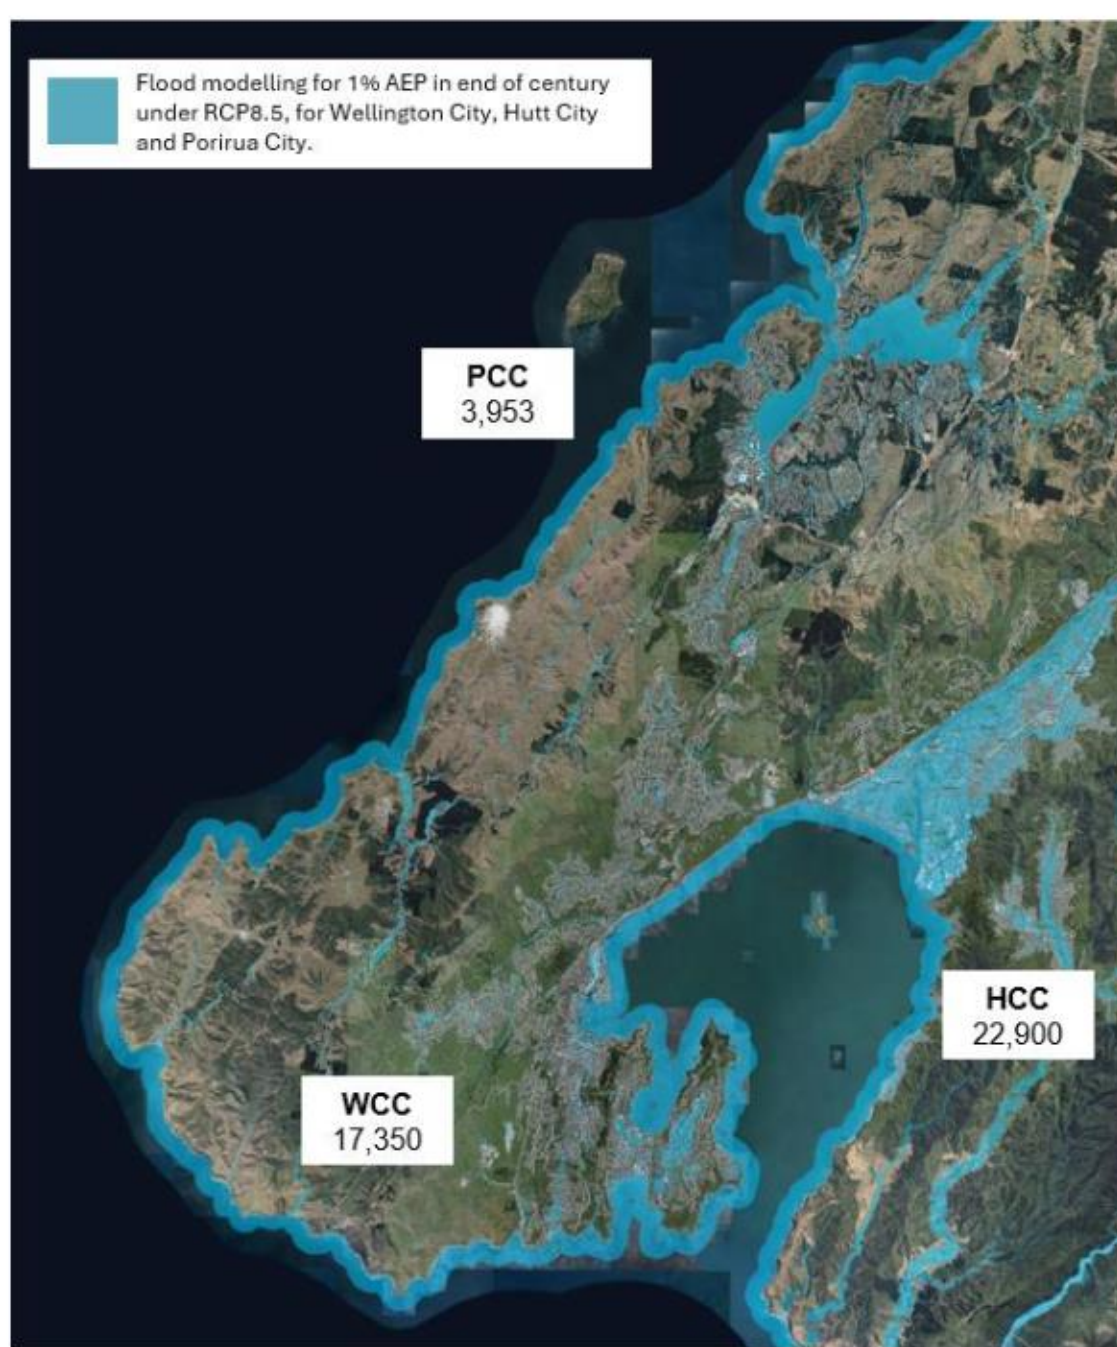 Flood modelling for 1% AEP in end of century
under RCP8.5, for Wellington City, Hutt City
and Porirua City.
PCC
3,953
HCC
22,900
WCC
17,350